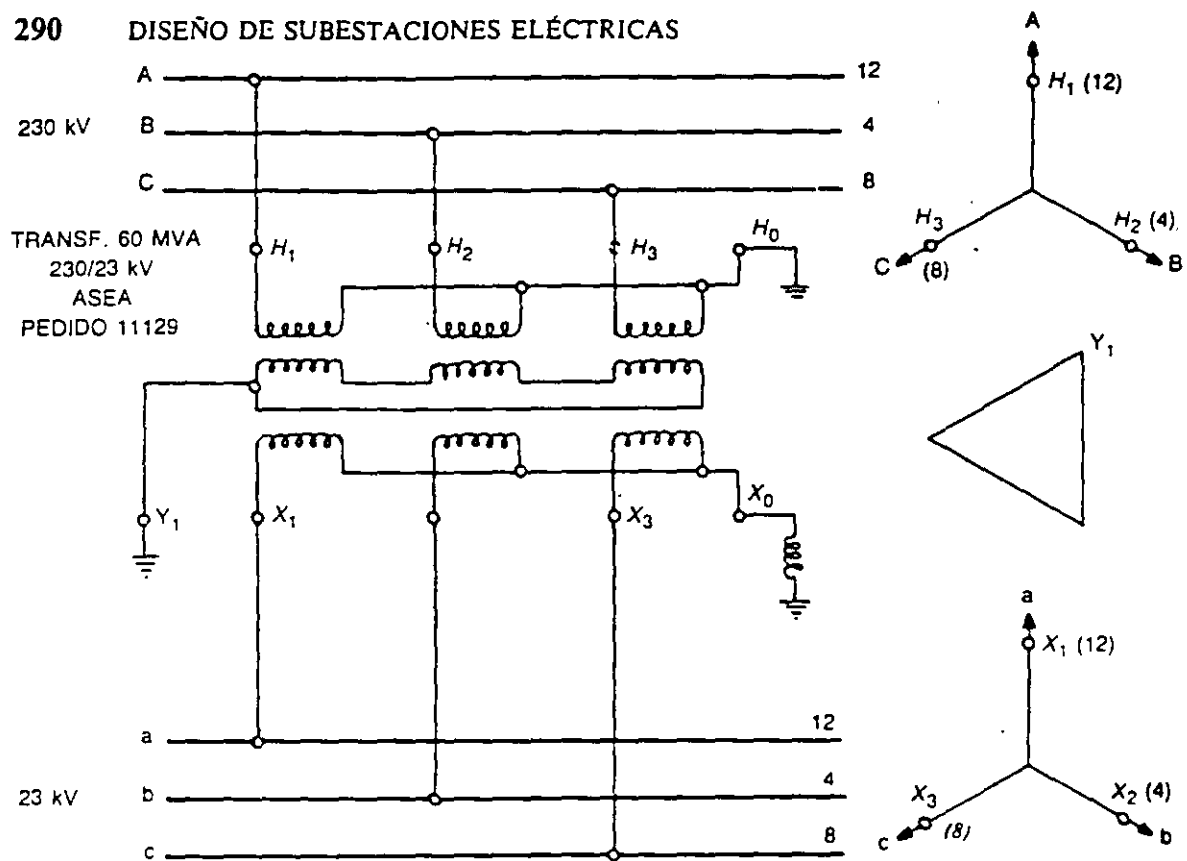 290 DISEÑO DE SUBESTACIONES ELÉCTRICAS
A 12
230 kV B 4
C 8
TRANSF. 60 MVA
230/23 kV
ASEA
PEDIDO 11129
H₁ H₂ H₃ H₀
Y₁ X₁ X₃ X₀
a 12
23 kV b 4
c 8
A
H₁ (12)
H₃ H₂ (4)
C (8) B
Y₁
a
X₁ (12)
X₃ X₂ (4)
c (8) b